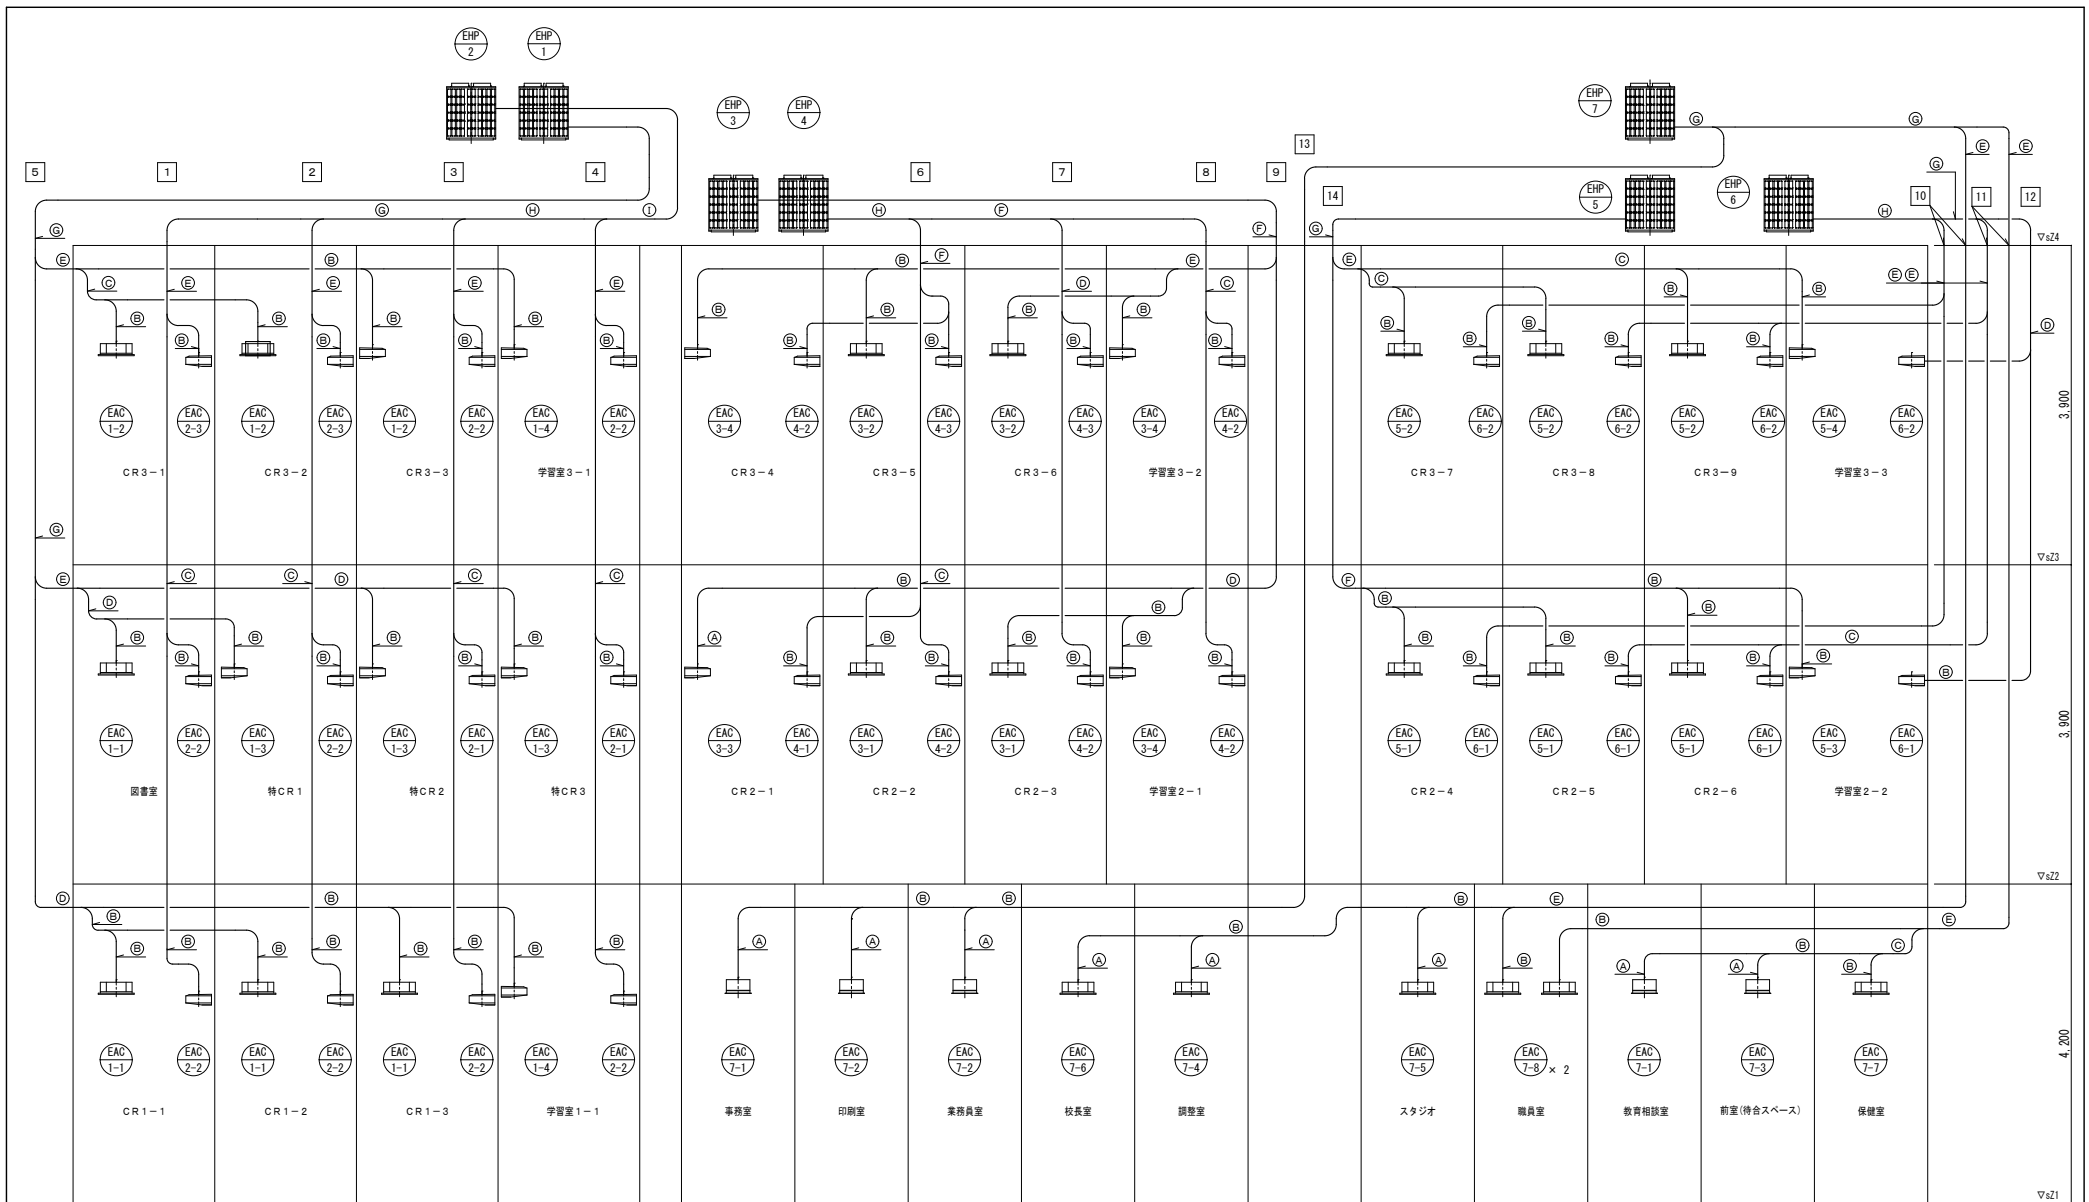 EHP 2
EHP 1
EHP 3
EHP 4
EHP 7
EHP 5
EHP 6
5
1
2
3
4
6
7
8
9
13
14
10
11
12
Ⓖ Ⓗ Ⓘ Ⓗ Ⓕ Ⓖ Ⓖ Ⓔ Ⓔ
Ⓖ Ⓗ
Ⓖ Ⓕ Ⓕ Ⓖ
▽sZ4
Ⓔ Ⓑ Ⓑ Ⓔ Ⓔ Ⓒ
Ⓒ Ⓔ Ⓔ Ⓔ Ⓔ Ⓓ Ⓒ Ⓒ Ⓔ Ⓔ
Ⓑ Ⓑ Ⓑ Ⓑ Ⓑ Ⓑ Ⓑ Ⓑ Ⓑ Ⓑ Ⓑ Ⓑ Ⓓ
Ⓑ Ⓑ Ⓑ Ⓑ Ⓑ Ⓑ Ⓑ Ⓑ Ⓑ Ⓑ Ⓑ
EAC 1-2
EAC 2-3
EAC 1-2
EAC 2-3
EAC 1-2
EAC 2-2
EAC 1-4
EAC 2-2
EAC 3-4
EAC 4-2
EAC 3-2
EAC 4-3
EAC 3-2
EAC 4-3
EAC 3-4
EAC 4-2
EAC 5-2
EAC 6-2
EAC 5-2
EAC 6-2
EAC 5-2
EAC 6-2
EAC 5-4
EAC 6-2
3,900
CR3-1
CR3-2
CR3-3
学習室3-1
CR3-4
CR3-5
CR3-6
学習室3-2
CR3-7
CR3-8
CR3-9
学習室3-3
Ⓖ
▽sZ3
Ⓔ Ⓒ Ⓒ Ⓓ Ⓒ Ⓒ Ⓑ Ⓒ Ⓓ Ⓕ Ⓑ
Ⓓ Ⓑ Ⓑ Ⓑ
Ⓑ Ⓑ Ⓑ Ⓑ Ⓐ Ⓑ Ⓑ Ⓑ Ⓑ Ⓑ Ⓒ
Ⓑ Ⓑ Ⓑ Ⓑ Ⓑ Ⓑ Ⓑ Ⓑ Ⓑ Ⓑ Ⓑ Ⓑ Ⓑ
EAC 1-1
EAC 2-2
EAC 1-3
EAC 2-2
EAC 1-3
EAC 2-1
EAC 1-3
EAC 2-1
EAC 3-3
EAC 4-1
EAC 3-1
EAC 4-2
EAC 3-1
EAC 4-2
EAC 3-4
EAC 4-2
EAC 5-1
EAC 6-1
EAC 5-1
EAC 6-1
EAC 5-1
EAC 6-1
EAC 5-3
EAC 6-1
3,900
図書室
特CR1
特CR2
特CR3
CR2-1
CR2-2
CR2-3
学習室2-1
CR2-4
CR2-5
CR2-6
学習室2-2
▽sZ2
Ⓓ Ⓑ Ⓑ Ⓑ Ⓑ Ⓔ
Ⓑ Ⓑ Ⓑ Ⓔ
Ⓑ Ⓑ Ⓑ Ⓑ Ⓐ Ⓐ Ⓐ Ⓑ Ⓒ
Ⓑ Ⓑ Ⓑ Ⓑ Ⓐ Ⓐ Ⓐ Ⓑ Ⓐ Ⓐ Ⓑ
EAC 1-1
EAC 2-2
EAC 1-1
EAC 2-2
EAC 1-1
EAC 2-2
EAC 1-4
EAC 2-2
EAC 7-1
EAC 7-2
EAC 7-2
EAC 7-6
EAC 7-4
EAC 7-5
EAC 7-8 × 2
EAC 7-1
EAC 7-3
EAC 7-7
4,200
CR1-1
CR1-2
CR1-3
学習室1-1
事務室
印刷室
業務員室
校長室
調整室
スタジオ
職員室
教育相談室
前室(待合スペース)
保健室
▽sZ1